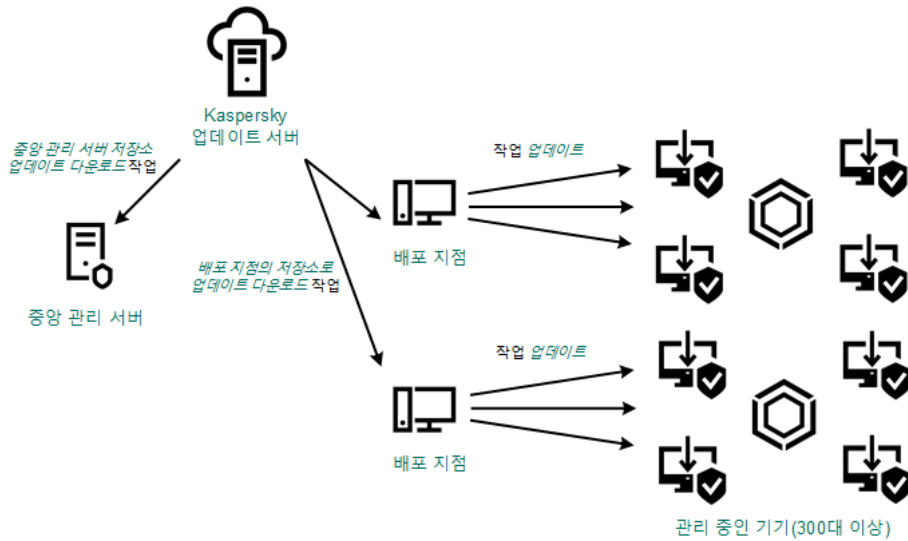 Kaspersky
업데이트 서버
중앙 관리 서버 저장소
업데이트 다운로드 작업
작업 업데이트
배포 지점
배포 지점의 저장소로
업데이트 다운로드 작업
중앙 관리 서버
작업 업데이트
배포 지점
관리 중인 기기(300대 이상)